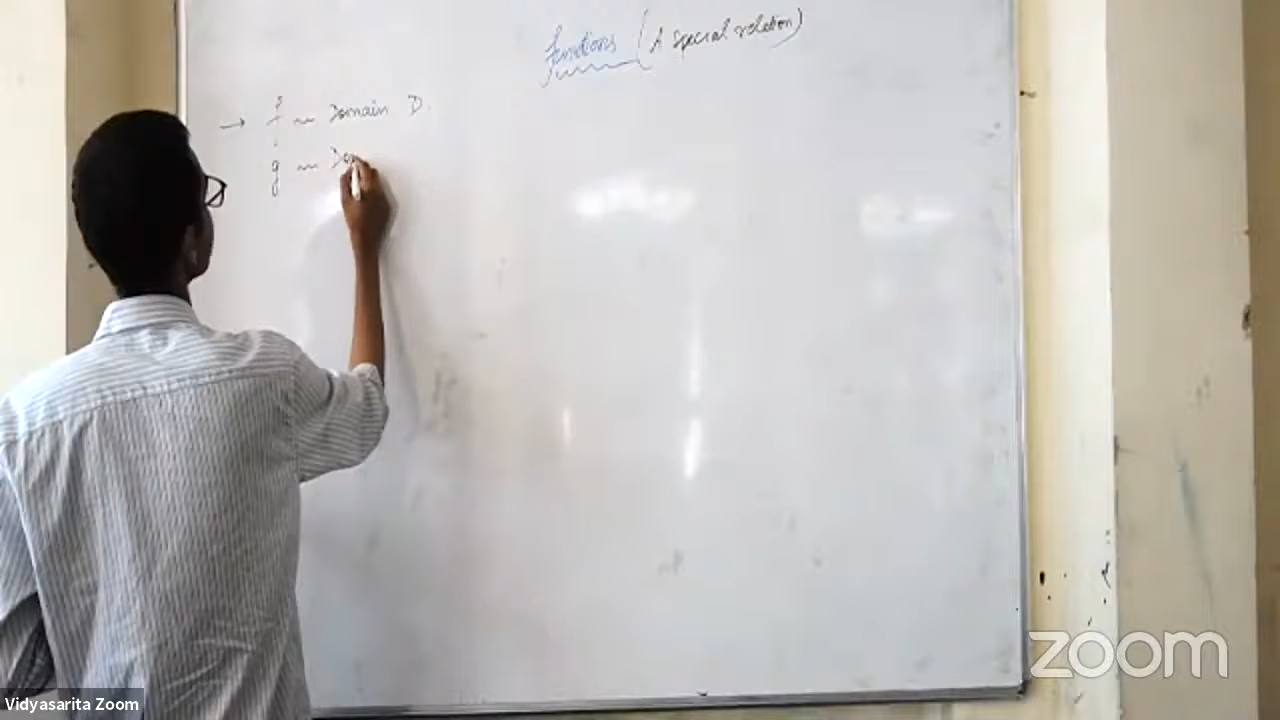 functions (A special relation)
→ f ~ Domain D.
g ~ Do
zoom
Vidyasarita Zoom